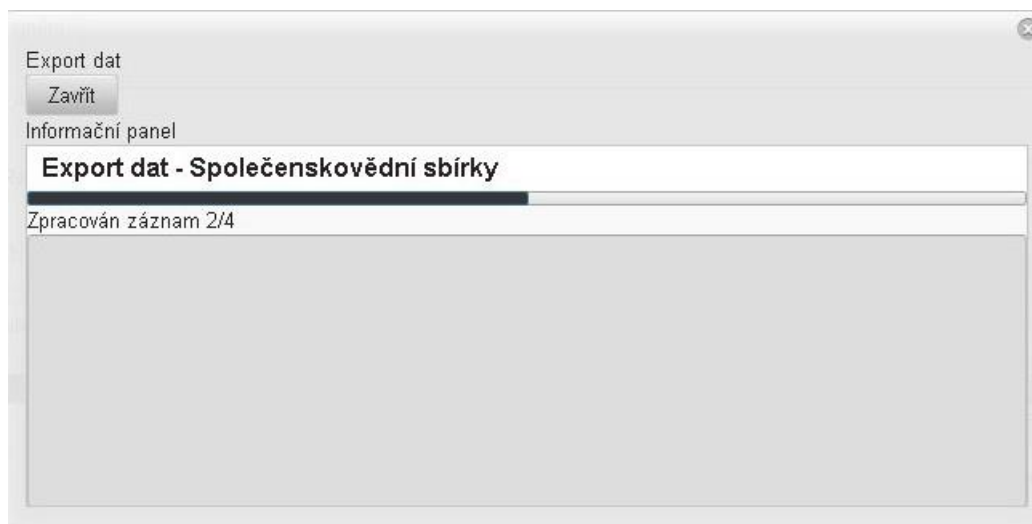 Export dat
Zavřít
Informační panel
Export dat - Společenskovědní sbírky
Zpracován záznam 2/4